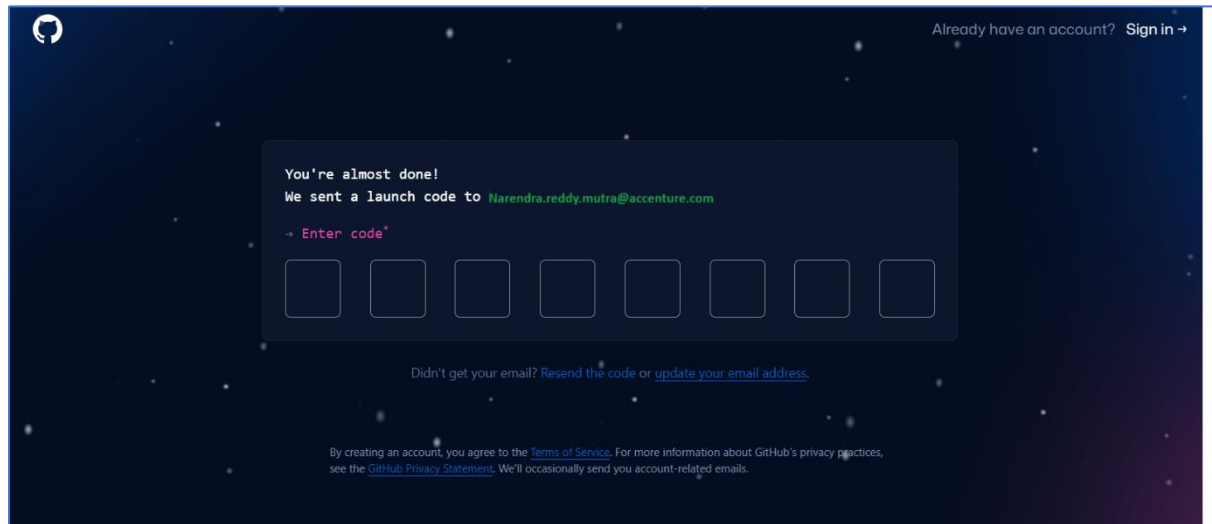 Already have an account? Sign in →
You're almost done!
We sent a launch code to Narendra.reddy.mutra@accenture.com
→ Enter code*
Didn't get your email? Resend the code or update your email address.
By creating an account, you agree to the Terms of Service. For more information about GitHub's privacy practices,
see the GitHub Privacy Statement. We'll occasionally send you account-related emails.